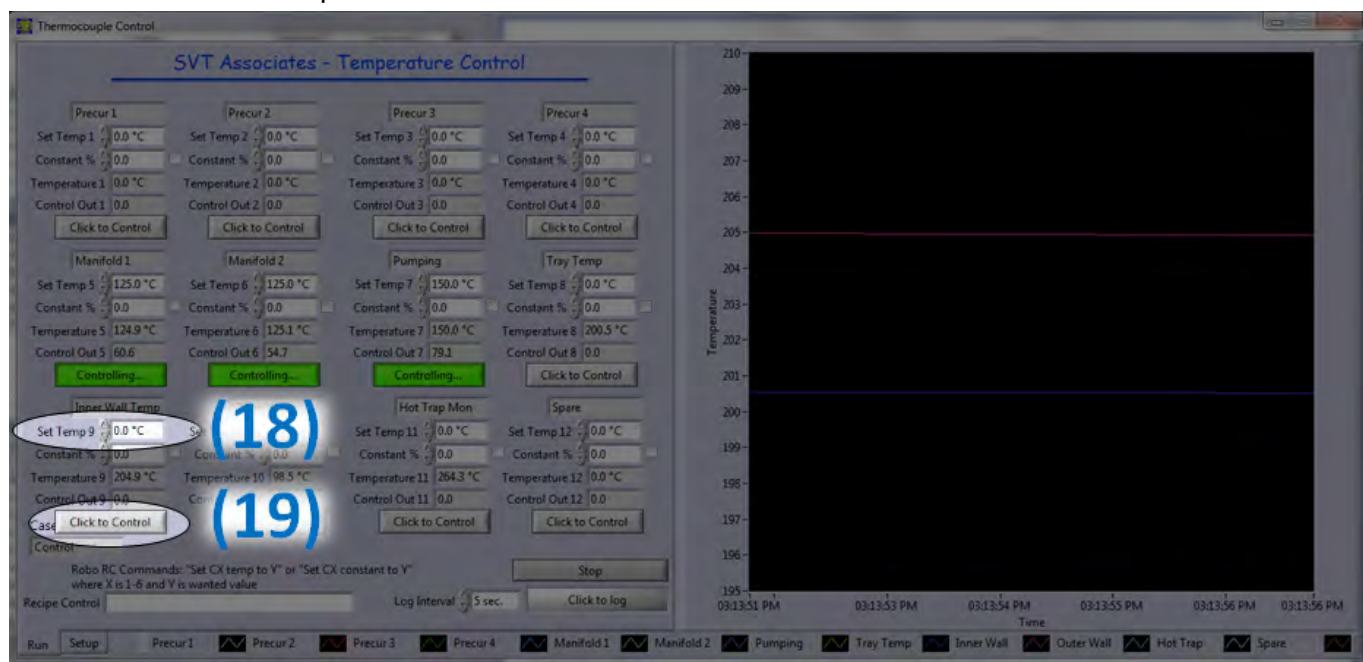 Thermocouple Control
SVT Associates - Temperature Control
Precur 1 Precur 2 Precur 3 Precur 4
Set Temp 1 0.0 °C Set Temp 2 0.0 °C Set Temp 3 0.0 °C Set Temp 4 0.0 °C
Constant % 0.0 Constant % 0.0 Constant % 0.0 Constant % 0.0
Temperature 1 0.0 °C Temperature 2 0.0 °C Temperature 3 0.0 °C Temperature 4 0.0 °C
Control Out 1 0.0 Control Out 2 0.0 Control Out 3 0.0 Control Out 4 0.0
Click to Control Click to Control Click to Control Click to Control
Manifold 1 Manifold 2 Pumping Tray Temp
Set Temp 5 125.0 °C Set Temp 6 125.0 °C Set Temp 7 150.0 °C Set Temp 8 0.0 °C
Constant % 0.0 Constant % 0.0 Constant % 0.0 Constant % 0.0
Temperature 5 124.9 °C Temperature 6 125.1 °C Temperature 7 150.0 °C Temperature 8 200.5 °C
Control Out 5 60.6 Control Out 6 54.7 Control Out 7 79.1 Control Out 8 0.0
Controlling... Controlling... Controlling... Click to Control
Inner Wall Temp Hot Trap Mon Spare
Set Temp 9 0.0 °C (18) Set Temp 11 0.0 °C Set Temp 12 0.0 °C
Constant % 0.0 Constant % 0.0 Constant % 0.0 Constant % 0.0
Temperature 9 204.9 °C Temperature 10 98.5 °C Temperature 11 264.3 °C Temperature 12 0.0 °C
Control Out 9 0.0 Control Out 11 0.0 Control Out 12 0.0
Case Click to Control (19) Click to Control Click to Control
Control
Robo RC Commands: "Set CX temp to Y" or "Set CX constant to Y"
where X is 1-6 and Y is wanted value
Stop
Recipe Control Log Interval 5 sec. Click to log
Run Setup
210
209
208
207
206
205
204
203
202
201
200
199
198
197
196
195
Temperature
03:13:51 PM 03:13:53 PM 03:13:54 PM 03:13:55 PM 03:13:56 PM 03:13:56 PM
Time
Precur 1 Precur 2 Precur 3 Precur 4 Manifold 1 Manifold 2 Pumping Tray Temp Inner Wall Outer Wall Hot Trap Spare